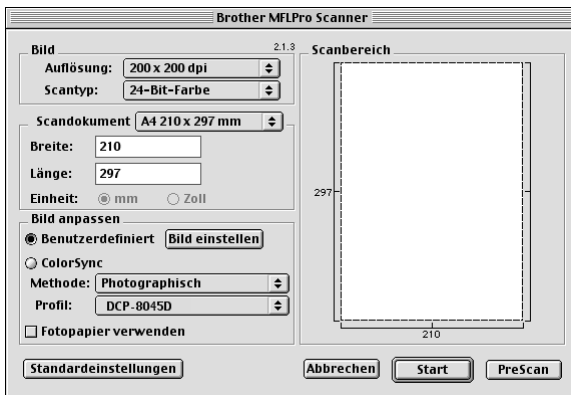 Brother MFLPro Scanner
Bild
2.1.3
Auflösung: 200 x 200 dpi
Scantyp: 24-Bit-Farbe
Scandokument A4 210 x 297 mm
Breite: 210
Länge: 297
Einheit: mm Zoll
Bild anpassen
Benutzerdefiniert Bild einstellen
ColorSync
Methode: Photographisch
Profil: DCP-8045D
Fotopapier verwenden
Scanbereich
297
210
Standardeinstellungen
Abbrechen Start PreScan